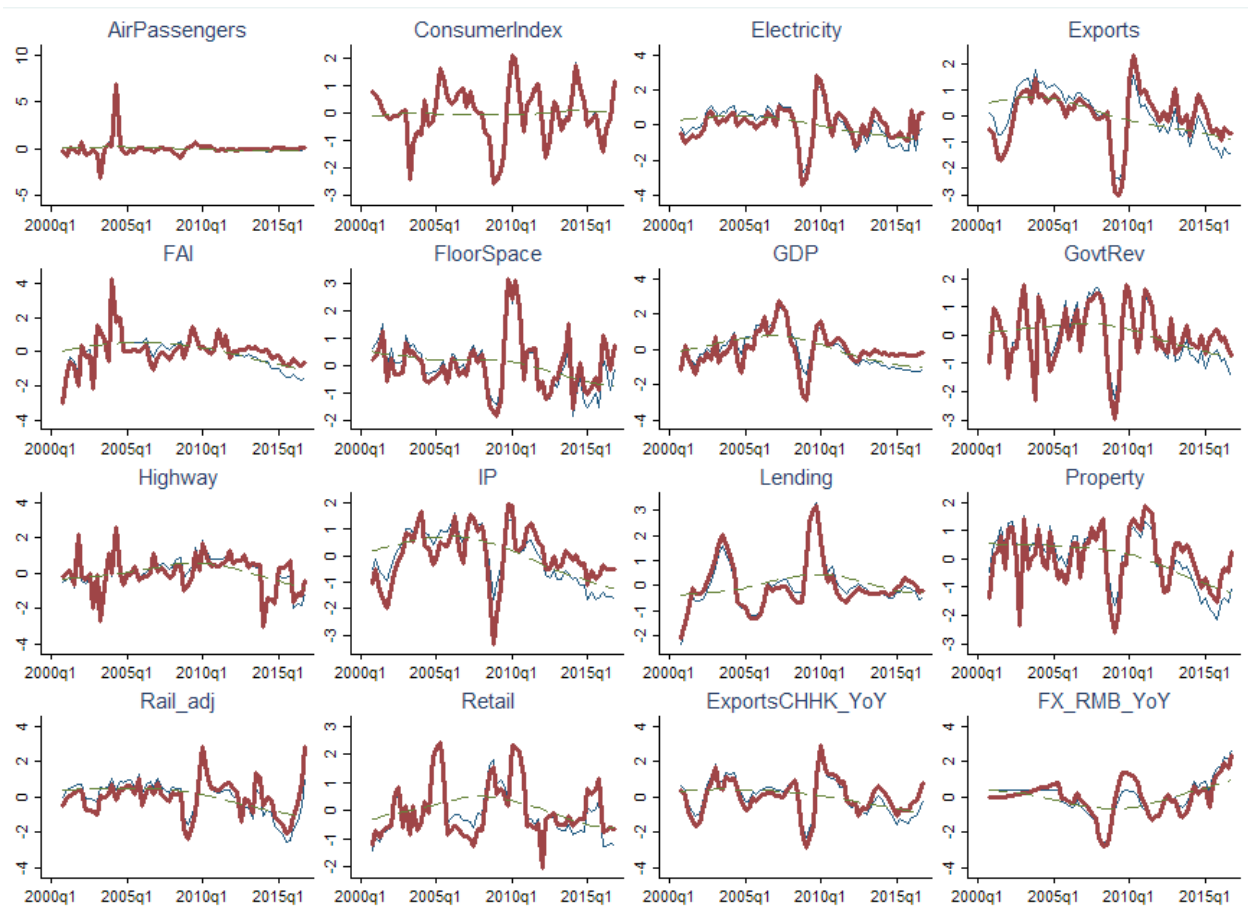 AirPassengers ConsumerIndex Electricity Exports
10 5 0 -5
2 1 0 -1 -2 -3
4 2 0 -2 -4
2 1 0 -1 -2 -3
2000q1 2005q1 2010q1 2015q1 2000q1 2005q1 2010q1 2015q1 2000q1 2005q1 2010q1 2015q1 2000q1 2005q1 2010q1 2015q1
FAI FloorSpace GDP GovtRev
4 2 0 -2 -4
3 2 1 0 -1 -2
4 2 0 -2 -4
2 1 0 -1 -2 -3
2000q1 2005q1 2010q1 2015q1 2000q1 2005q1 2010q1 2015q1 2000q1 2005q1 2010q1 2015q1 2000q1 2005q1 2010q1 2015q1
Highway IP Lending Property
4 2 0 -2 -4
2 1 0 -1 -2 -3
3 2 1 0 -1 -2
2 1 0 -1 -2 -3
2000q1 2005q1 2010q1 2015q1 2000q1 2005q1 2010q1 2015q1 2000q1 2005q1 2010q1 2015q1 2000q1 2005q1 2010q1 2015q1
Rail_adj Retail ExportsCHHK_YoY FX_RMB_YoY
4 2 0 -2 -4
3 2 1 0 -1 -2
4 2 0 -2 -4
4 2 0 -2 -4
2000q1 2005q1 2010q1 2015q1 2000q1 2005q1 2010q1 2015q1 2000q1 2005q1 2010q1 2015q1 2000q1 2005q1 2010q1 2015q1